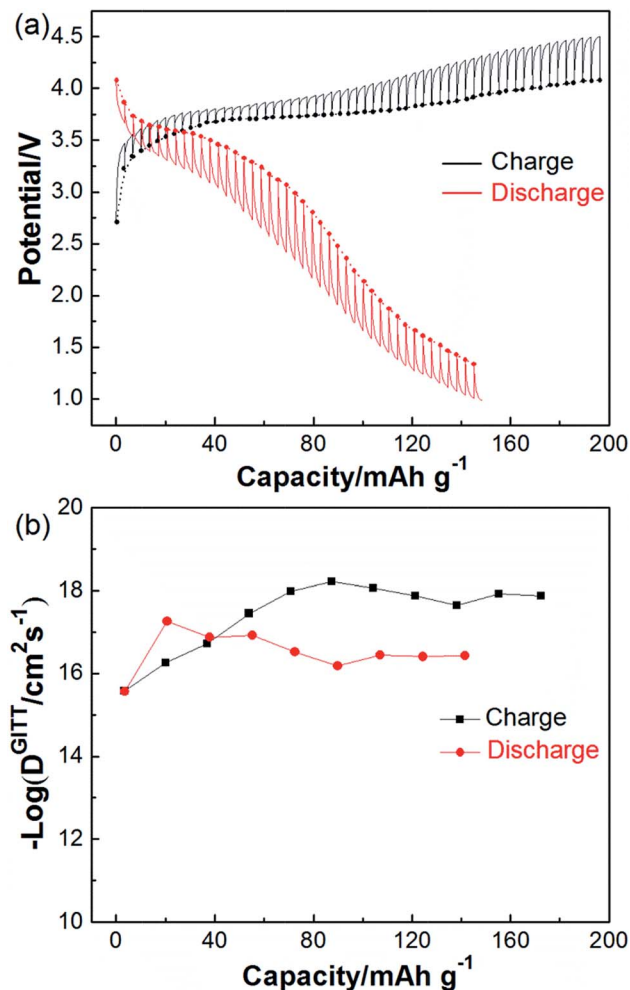 (a)
4.5
4.0
3.5
3.0
2.5
2.0
1.5
1.0
Potential/V
Charge
Discharge
0 40 80 120 160 200
Capacity/mAh g⁻¹
(b)
20
18
16
14
12
10
-Log(D^GITT/cm²s⁻¹)
Charge
Discharge
0 40 80 120 160 200
Capacity/mAh g⁻¹